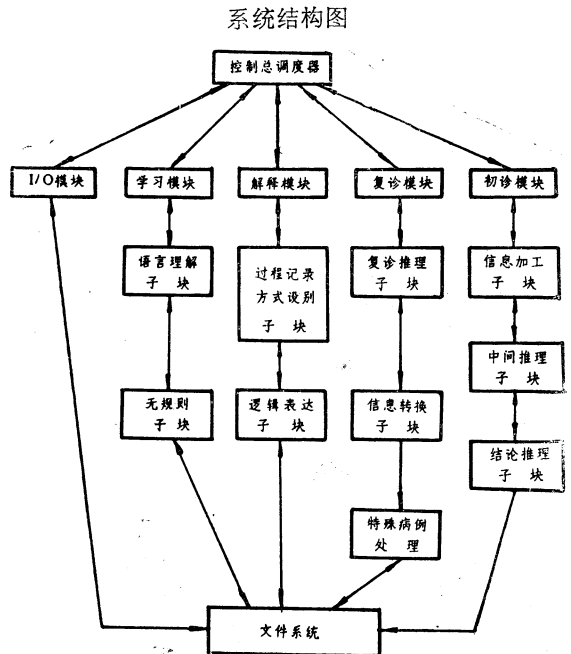 系统结构图
控制总调度器
I/O模块
学习模块
解释模块
复诊模块
初诊模块
语言理解
子 块
过程记录
方式设别
子 块
复诊推理
子 块
信息加工
子 块
中间推理
子 块
无规则
子 块
逻辑表达
子 块
信息转换
子 块
结论推理
子 块
特殊病例
处 理
文件系统